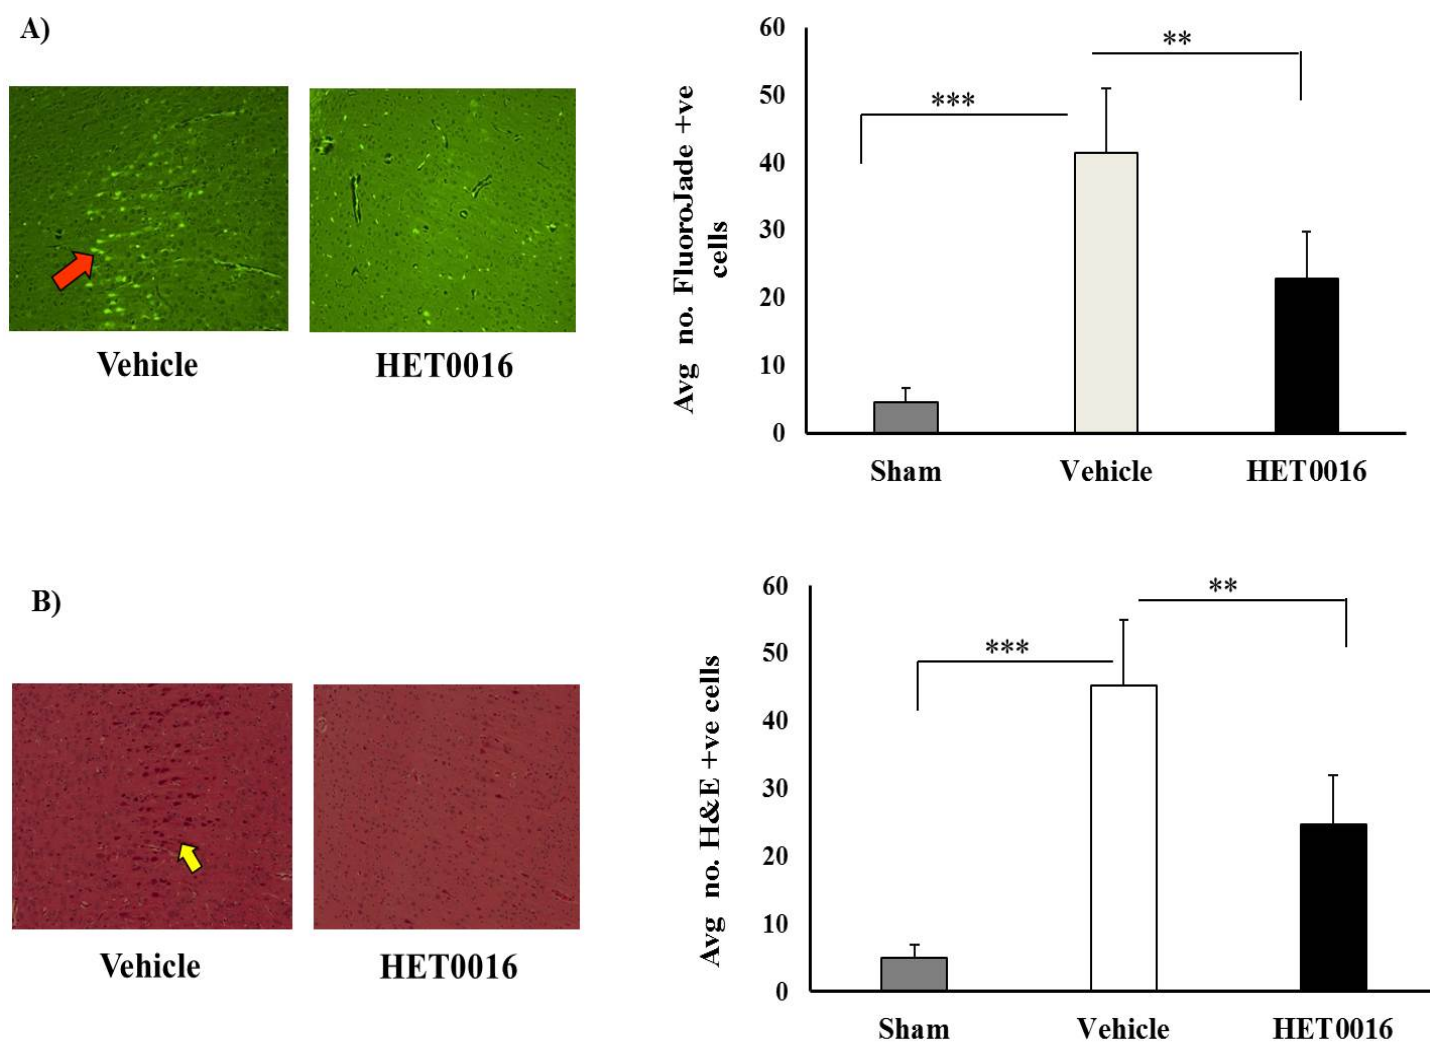 A)
Vehicle
HET0016
Avg no. FluoroJade +ve
cells
60
50
40
30
20
10
0
***
**
Sham
Vehicle
HET0016
B)
Vehicle
HET0016
Avg no. H&E +ve cells
60
50
40
30
20
10
0
***
**
Sham
Vehicle
HET0016